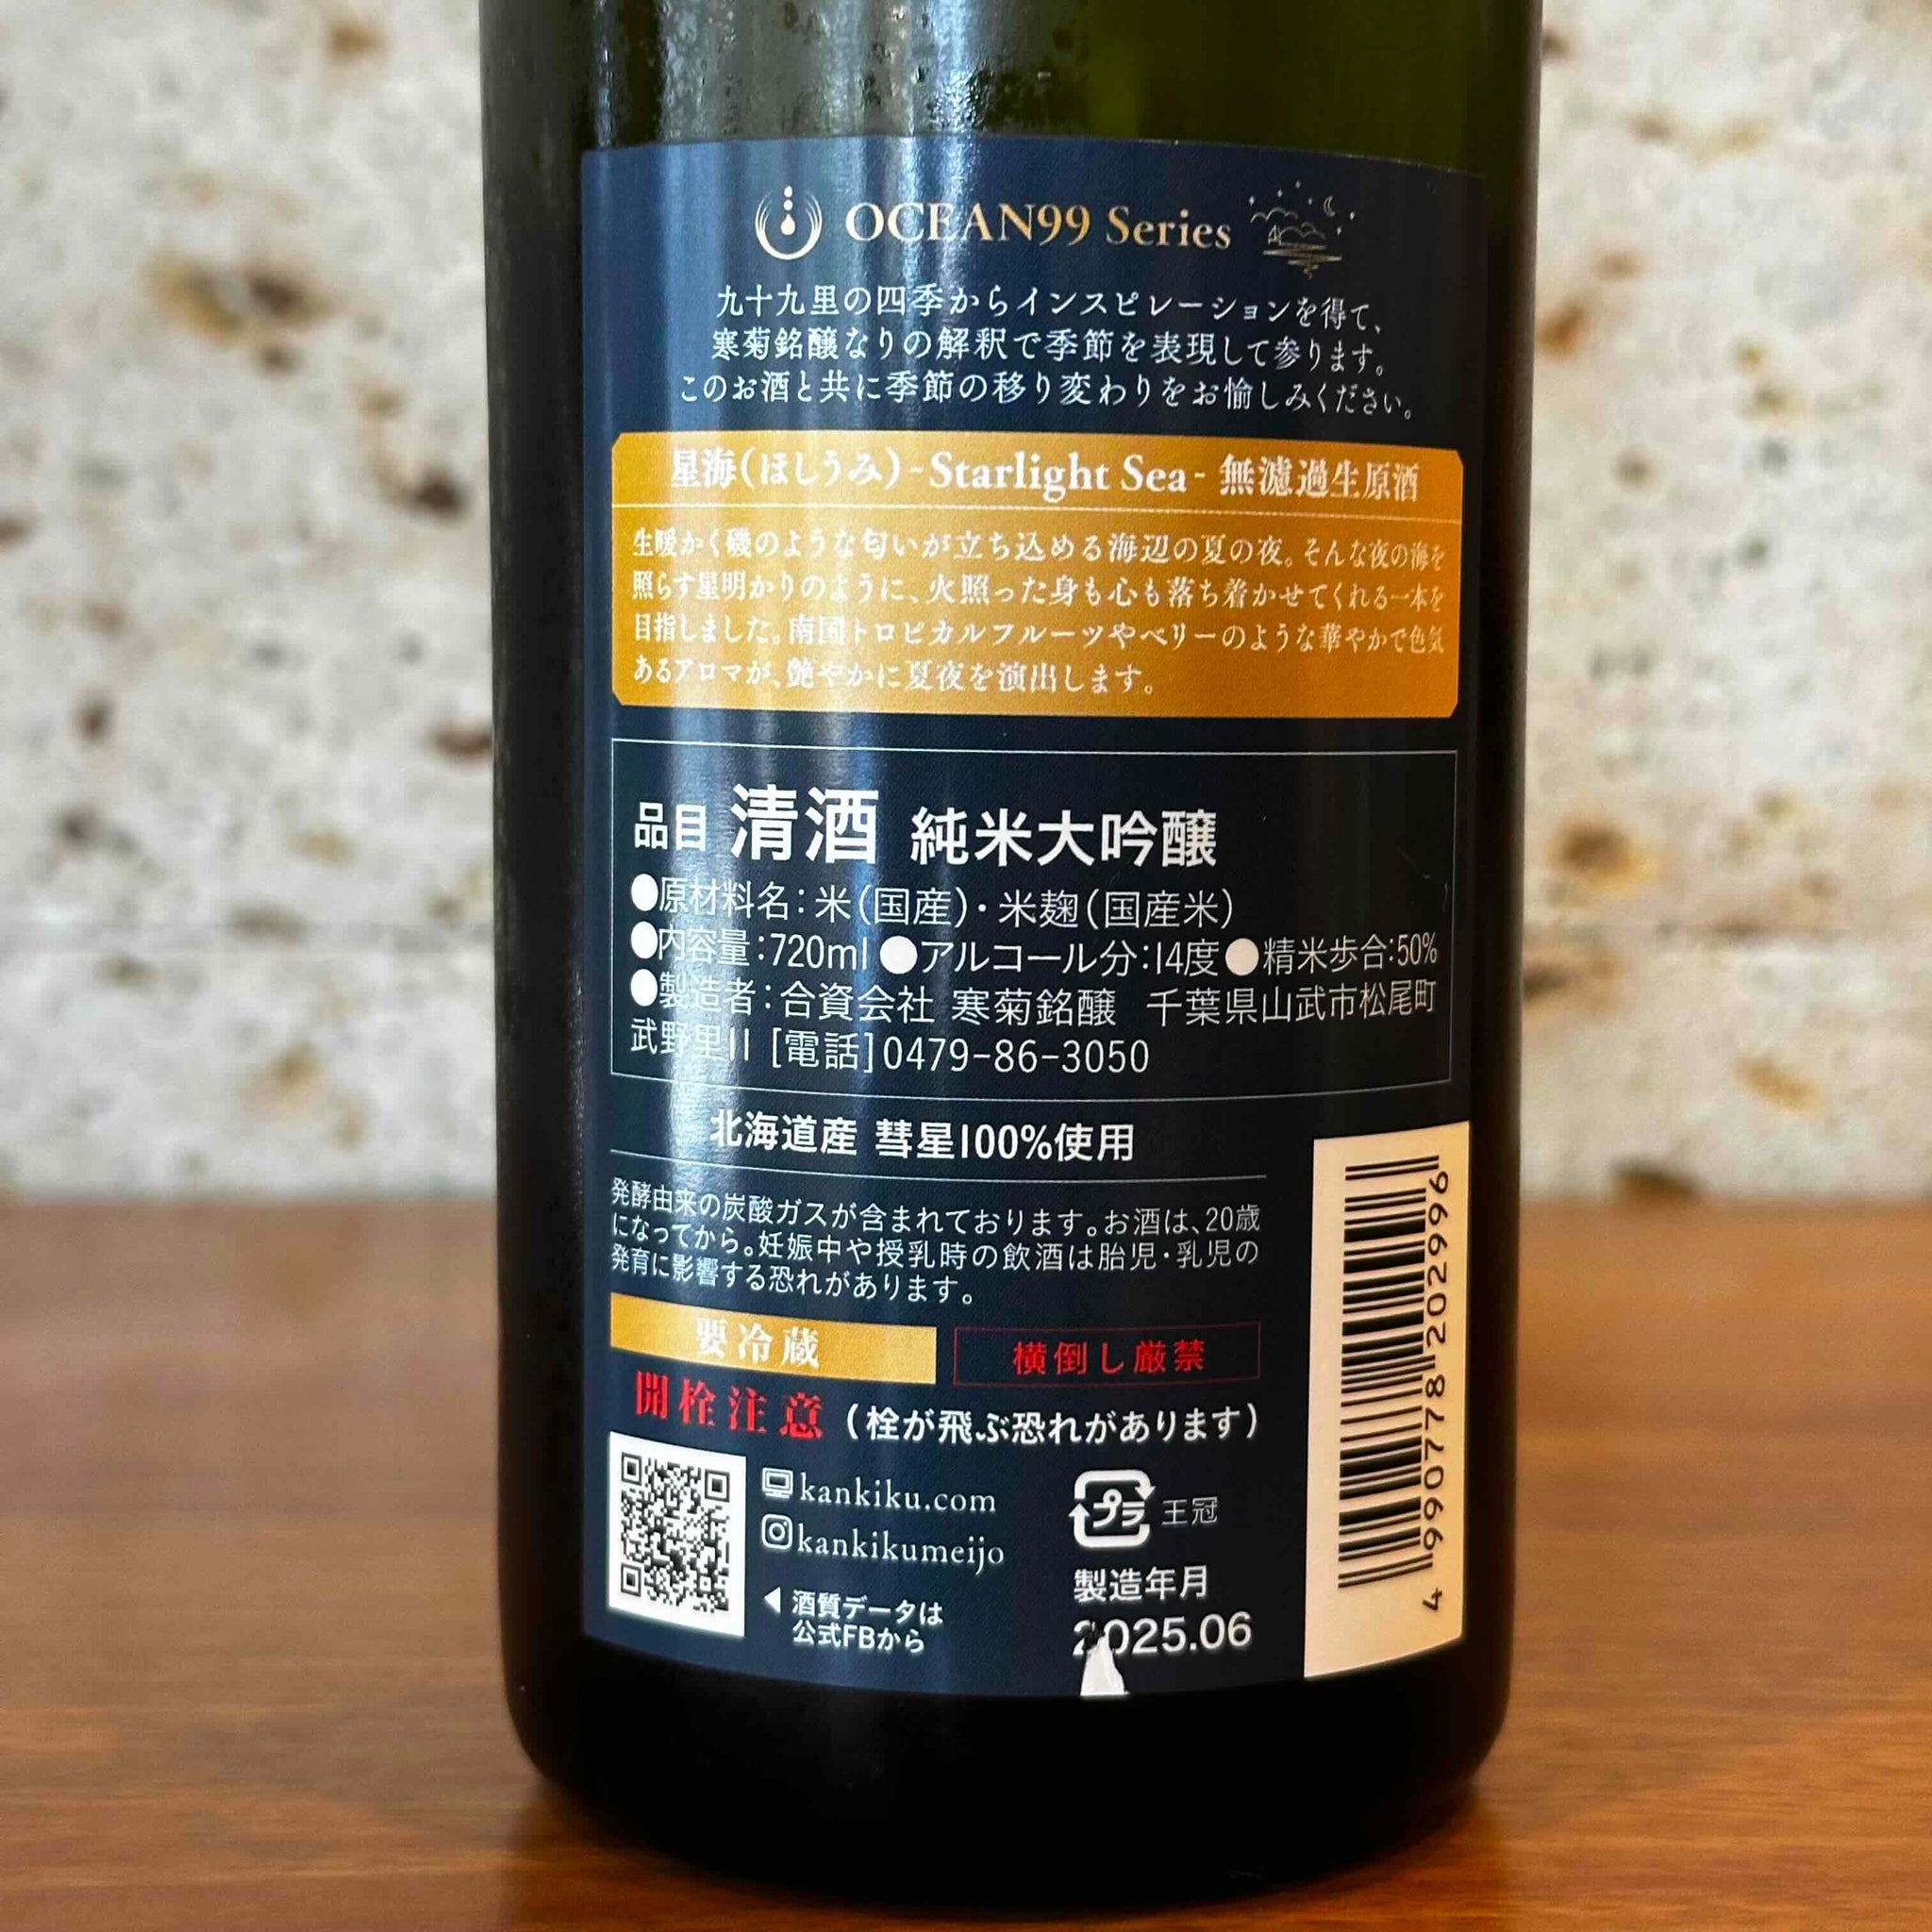 OCEAN99 Series
九十九里の四季からインスピレーションを得て、
寒菊銘醸なりの解釈で季節を表現して参ります。
このお酒と共に季節の移り変わりをお愉しみください。
星海(ほしうみ)-Starlight Sea- 無濾過生原酒
生暖かく磯のような匂いが立ち込める海辺の夏の夜。そんな夜の海を
照らす星明かりのように、火照った身も心も落ち着かせてくれる一本を
目指しました。南国トロピカルフルーツやベリーのような華やかで色気
あるアロマが、艶やかに夏夜を演出します。
品目 清酒 純米大吟醸
●原材料名:米(国産)・米麹(国産米)
●内容量:720ml ●アルコール分:14度 ●精米歩合:50%
●製造者:合資会社 寒菊銘醸 千葉県山武市松尾町
武野里11 [電話]0479-86-3050
北海道産 彗星100%使用
発酵由来の炭酸ガスが含まれております。お酒は、20歳
になってから。妊娠中や授乳時の飲酒は胎児・乳児の
発育に影響する恐れがあります。
要冷蔵
横倒し厳禁
開栓注意 (栓が飛ぶ恐れがあります)
kankiku.com
kankikumeijo
◀ 酒質データは
公式FBから
プラ 王冠
製造年月
2025.06
4 990778 202996